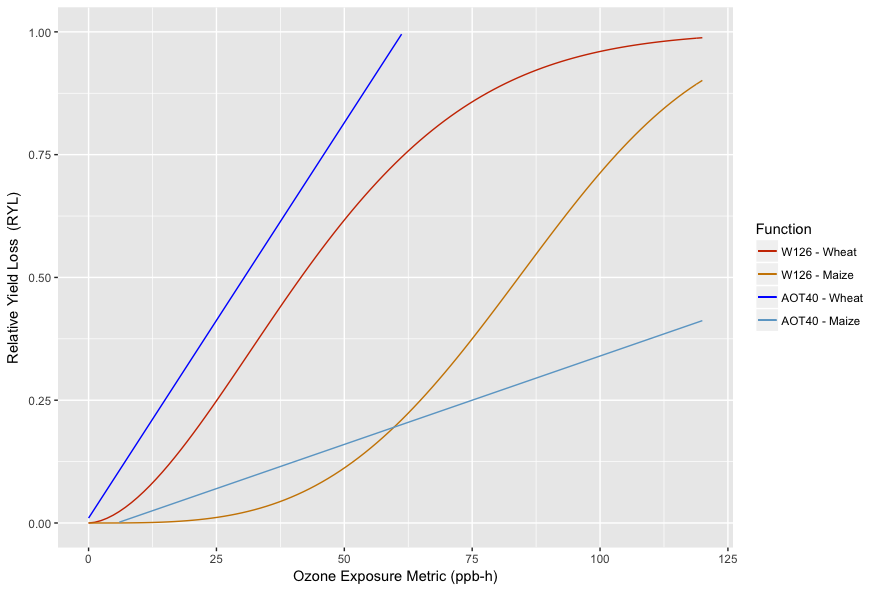 1.00
0.75
0.50
0.25
0.00
Relative Yield Loss (RYL)
0 25 50 75 100 125
Ozone Exposure Metric (ppb-h)
Function
W126 - Wheat
W126 - Maize
AOT40 - Wheat
AOT40 - Maize